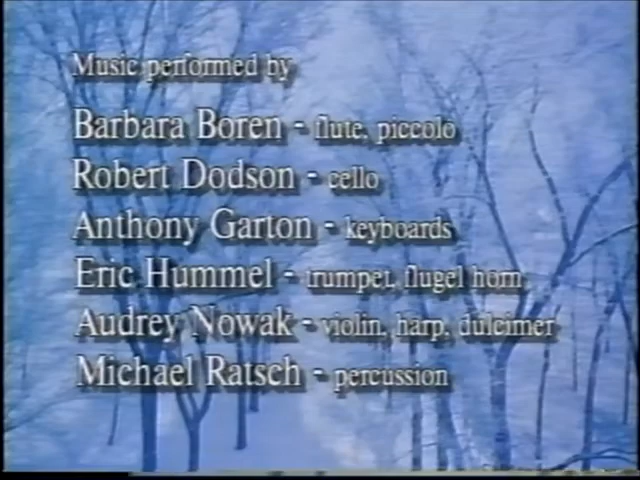 Music performed by
Barbara Boren - flute, piccolo
Robert Dodson - cello
Anthony Garton - keyboards
Eric Hummel - trumpet, flugel horn
Audrey Nowak - violin, harp, dulcimer
Michael Ratsch - percussion